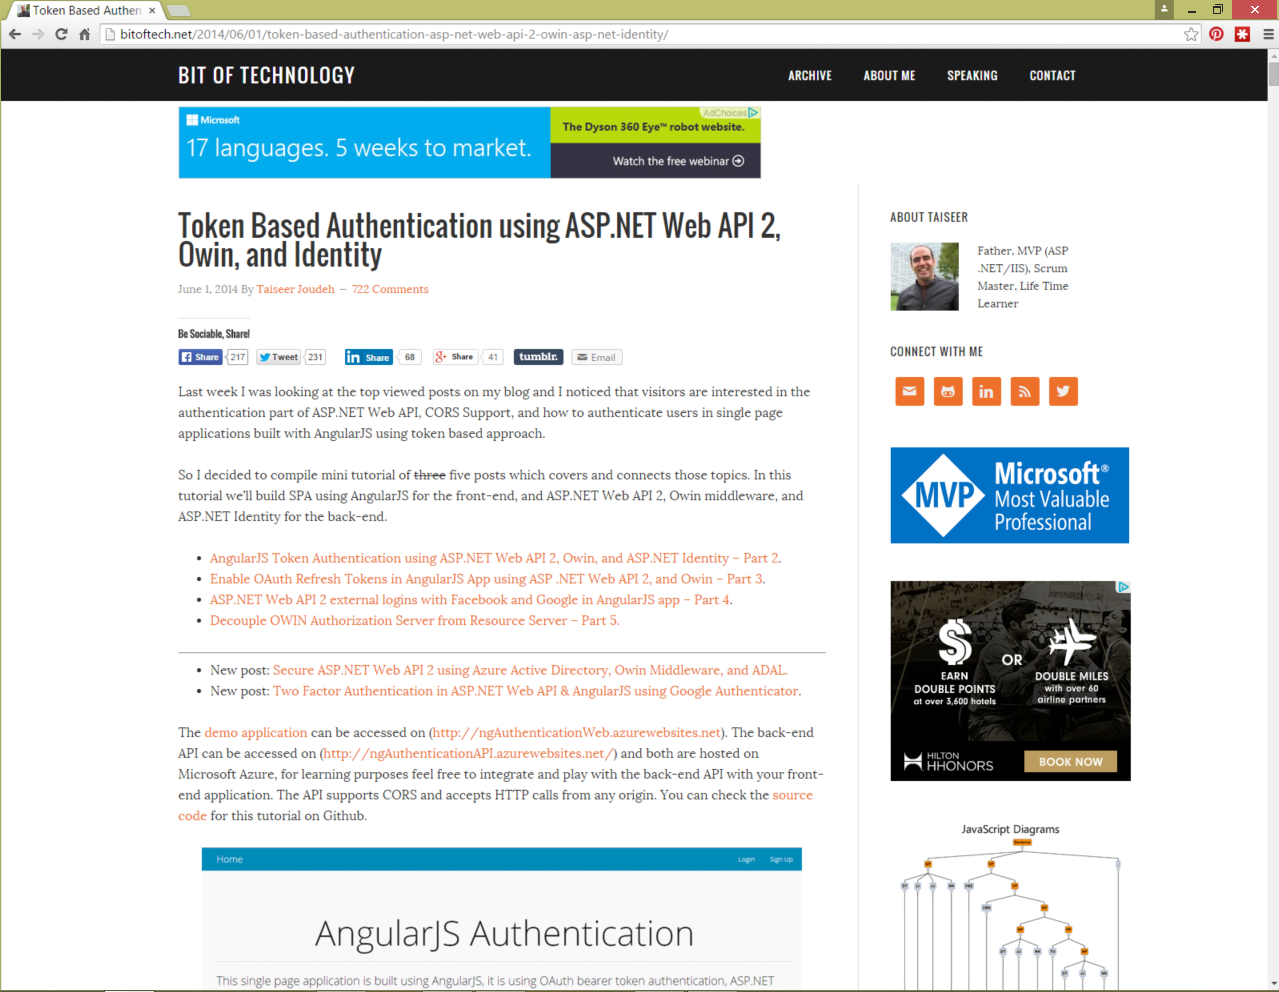 Token Based Authen
bitoftech.net/2014/06/01/token-based-authentication-asp-net-web-api-2-owin-asp-net-identity/
BIT OF TECHNOLOGY
ARCHIVE ABOUT ME SPEAKING CONTACT
Microsoft
17 languages. 5 weeks to market.
AdChoices
The Dyson 360 Eye™ robot website.
Watch the free webinar
Token Based Authentication using ASP.NET Web API 2,
Owin, and Identity
June 1, 2014 By Taiseer Joudeh — 722 Comments
Be Sociable, Share!
Share 217 Tweet 231 in Share 68 g+ Share 41 tumblr. Email
Last week I was looking at the top viewed posts on my blog and I noticed that visitors are interested in the
authentication part of ASP.NET Web API, CORS Support, and how to authenticate users in single page
applications built with AngularJS using token based approach.
So I decided to compile mini tutorial of three five posts which covers and connects those topics. In this
tutorial we'll build SPA using AngularJS for the front-end, and ASP.NET Web API 2, Owin middleware, and
ASP.NET Identity for the back-end.
• AngularJS Token Authentication using ASP.NET Web API 2, Owin, and ASP.NET Identity – Part 2.
• Enable OAuth Refresh Tokens in AngularJS App using ASP .NET Web API 2, and Owin – Part 3.
• ASP.NET Web API 2 external logins with Facebook and Google in AngularJS app – Part 4.
• Decouple OWIN Authorization Server from Resource Server – Part 5.
• New post: Secure ASP.NET Web API 2 using Azure Active Directory, Owin Middleware, and ADAL.
• New post: Two Factor Authentication in ASP.NET Web API & AngularJS using Google Authenticator.
The demo application can be accessed on (http://ngAuthenticationWeb.azurewebsites.net). The back-end
API can be accessed on (http://ngAuthenticationAPI.azurewebsites.net/) and both are hosted on
Microsoft Azure, for learning purposes feel free to integrate and play with the back-end API with your front-
end application. The API supports CORS and accepts HTTP calls from any origin. You can check the source
code for this tutorial on Github.
Home Login Sign Up
AngularJS Authentication
This single page application is built using AngularJS, it is using OAuth bearer token authentication, ASP.NET
ABOUT TAISEER
Father, MVP (ASP
.NET/IIS), Scrum
Master, Life Time
Learner
CONNECT WITH ME
in
MVP
Microsoft®
Most Valuable
Professional
$ OR
EARN
DOUBLE POINTS
at over 3,600 hotels
DOUBLE MILES
with over 60
airline partners
HILTON
HHONORS
BOOK NOW
JavaScript Diagrams